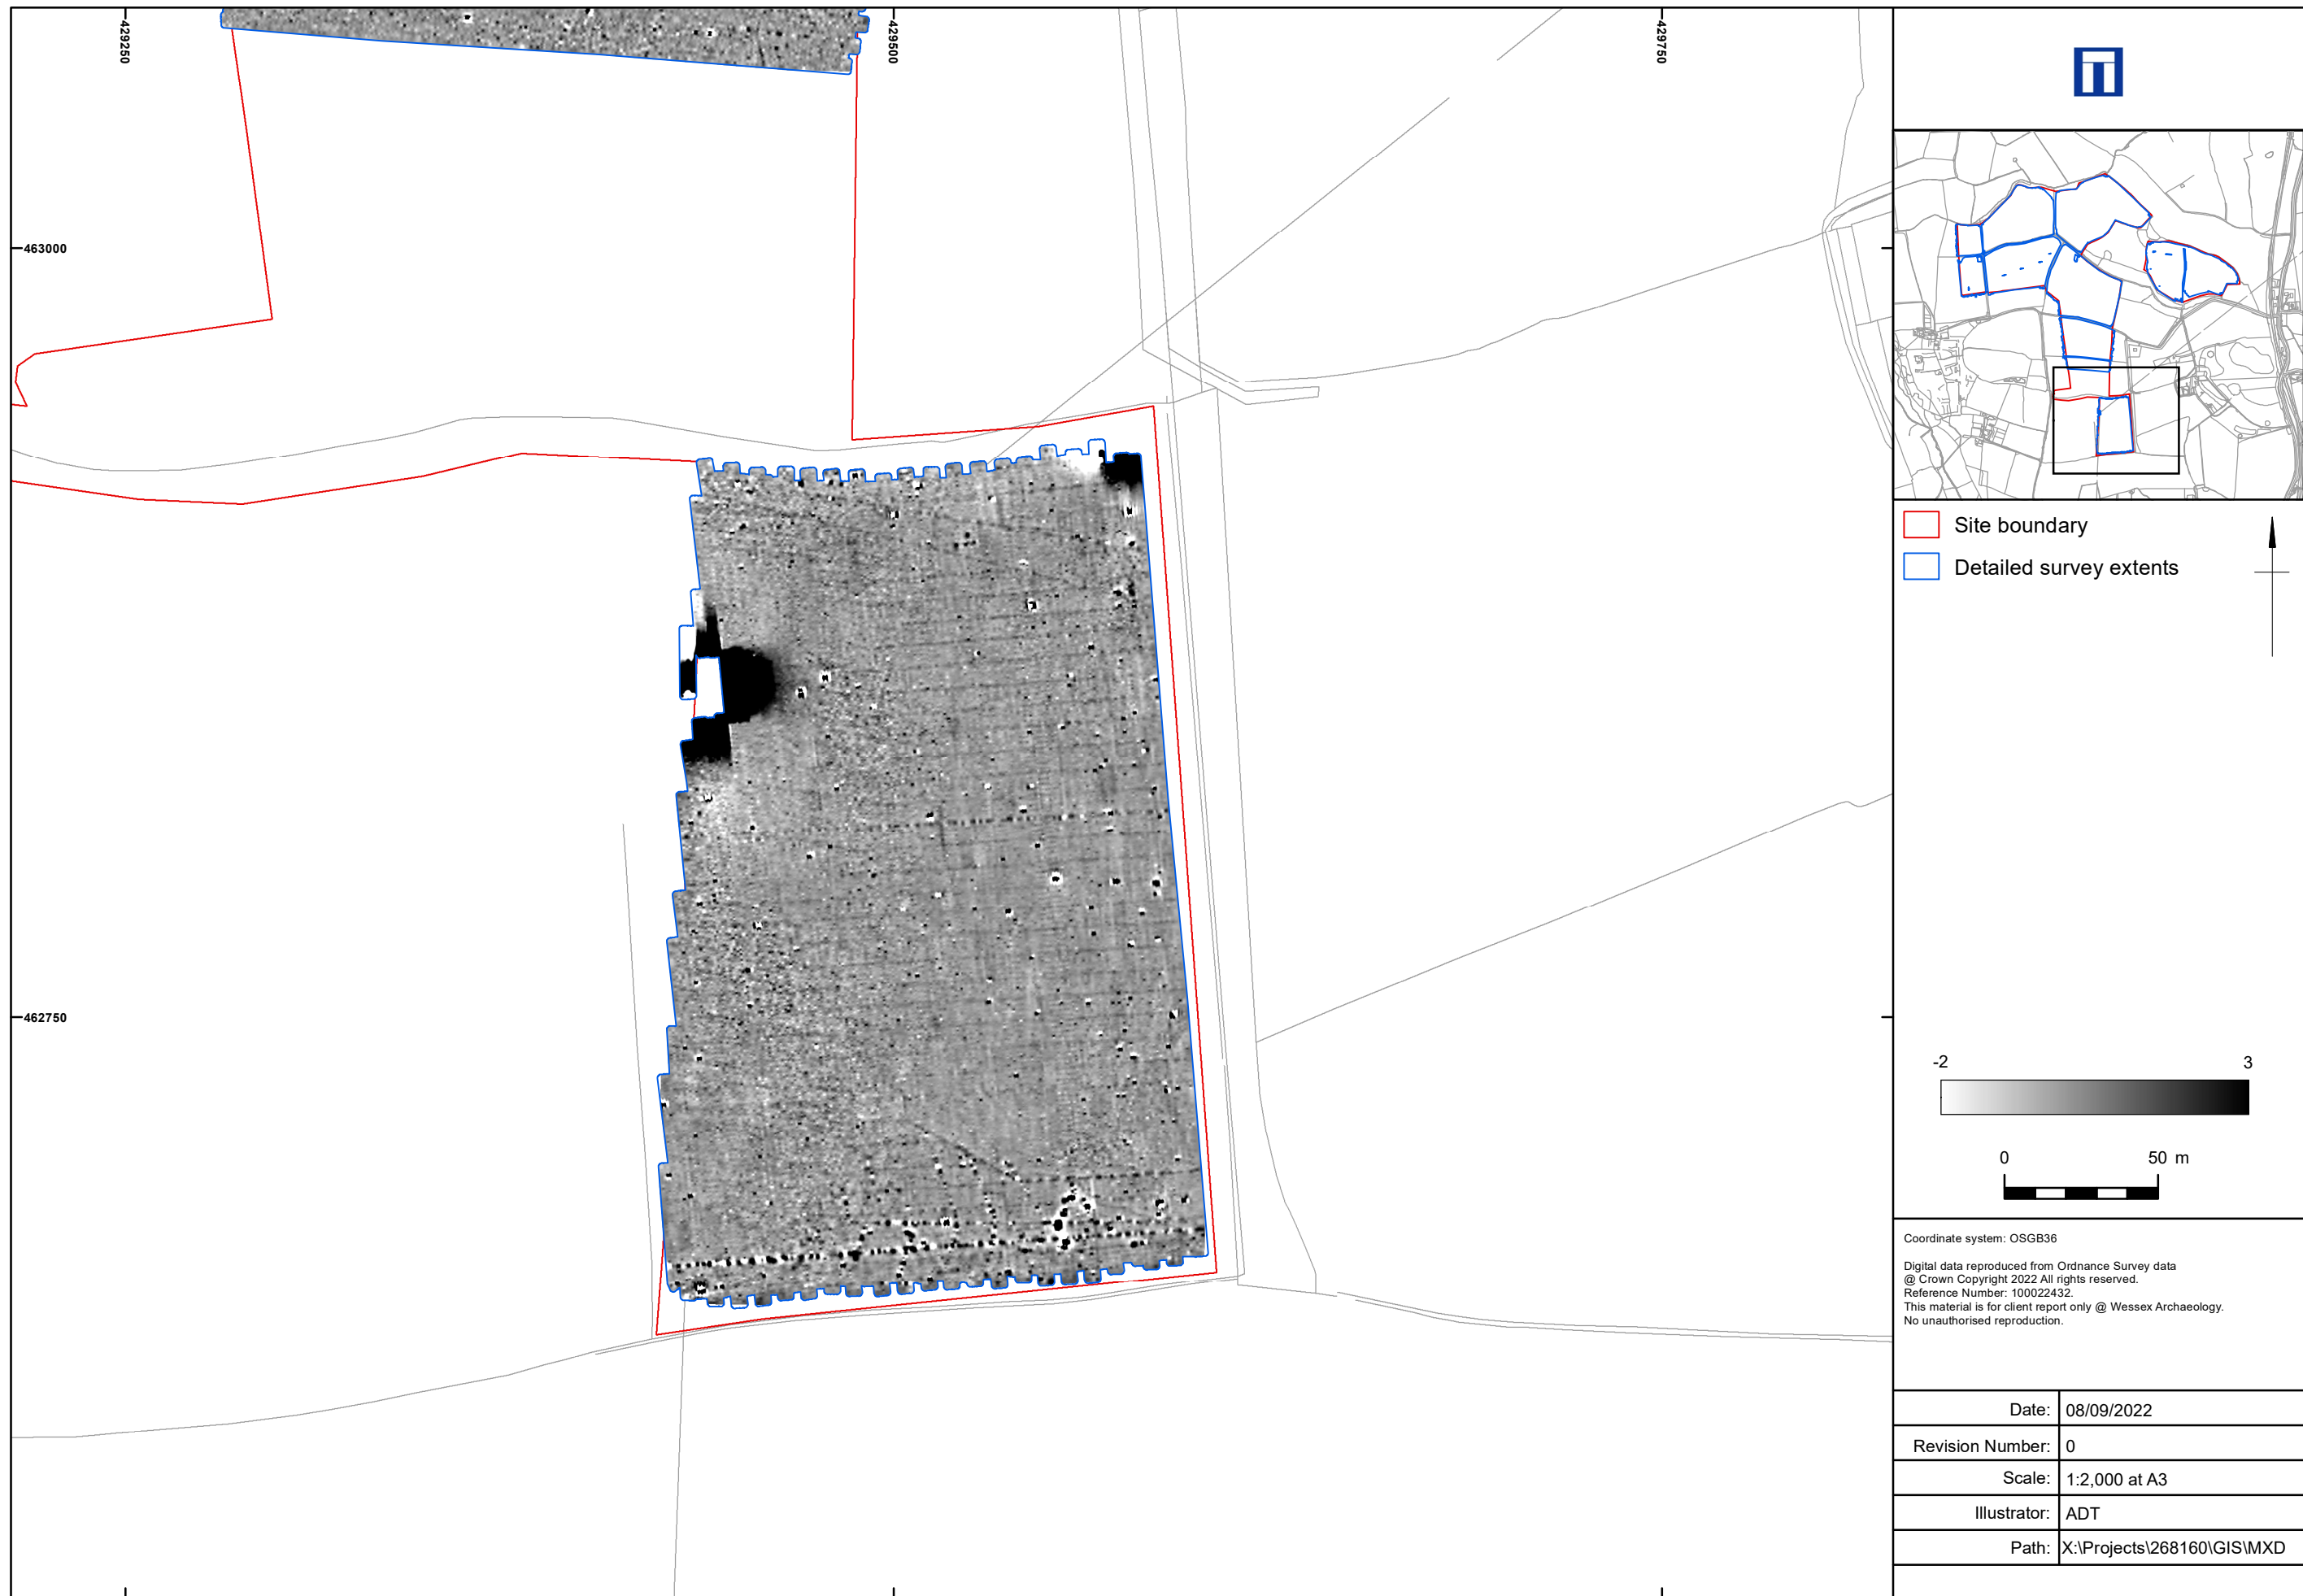 429250
429500
429750
463000
462750
Site boundary
Detailed survey extents
-2 3
0 50 m
Coordinate system: OSGB36
Digital data reproduced from Ordnance Survey data
@ Crown Copyright 2022 All rights reserved.
Reference Number: 100022432.
This material is for client report only @ Wessex Archaeology.
No unauthorised reproduction.
Date: 08/09/2022
Revision Number: 0
Scale: 1:2,000 at A3
Illustrator: ADT
Path: X:\Projects\268160\GIS\MXD